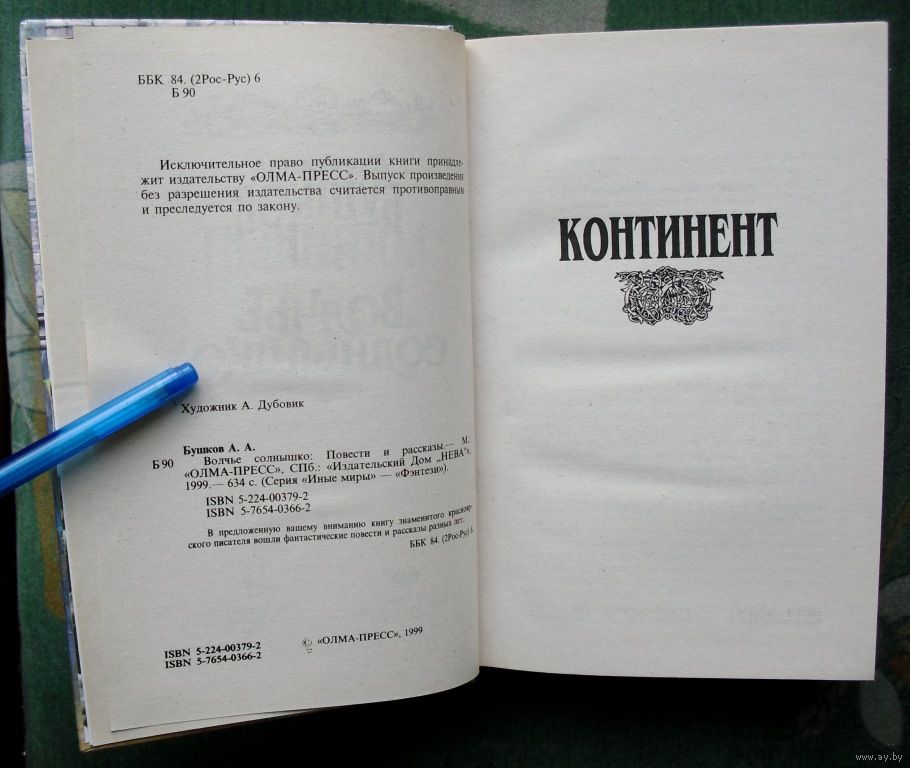 ББК 84. (2Рос-Рус) 6
Б 90
Исключительное право публикации книги принадле-
жит издательству «ОЛМА-ПРЕСС». Выпуск произведения
без разрешения издательства считается противоправным
и преследуется по закону.
Художник А. Дубовик
Бушков А. А.
Б 90 Волчье солнышко: Повести и рассказы.— М.:
«ОЛМА-ПРЕСС», СПб.: «Издательский Дом „НЕВА“»,
1999.— 634 с. (Серия «Иные миры» — «Фэнтези»).
ISBN 5-224-00379-2
ISBN 5-7654-0366-2
В предложенную вашему вниманию книгу знаменитого краснояр-
ского писателя вошли фантастические повести и рассказы разных лет.
ББК 84. (2Рос-Рус) 6
ISBN 5-224-00379-2
ISBN 5-7654-0366-2
© «ОЛМА-ПРЕСС», 1999
КОНТИНЕНТ
www.ay.by